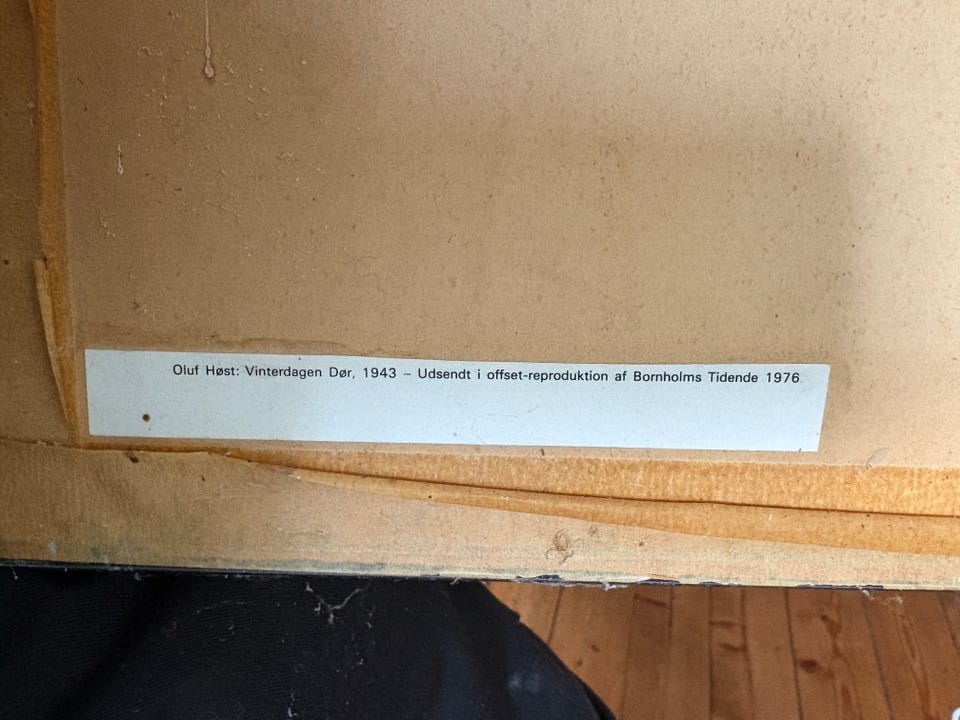 Oluf Høst: Vinterdagen Dør, 1943 – Udsendt i offset-reproduktion af Bornholms Tidende 1976